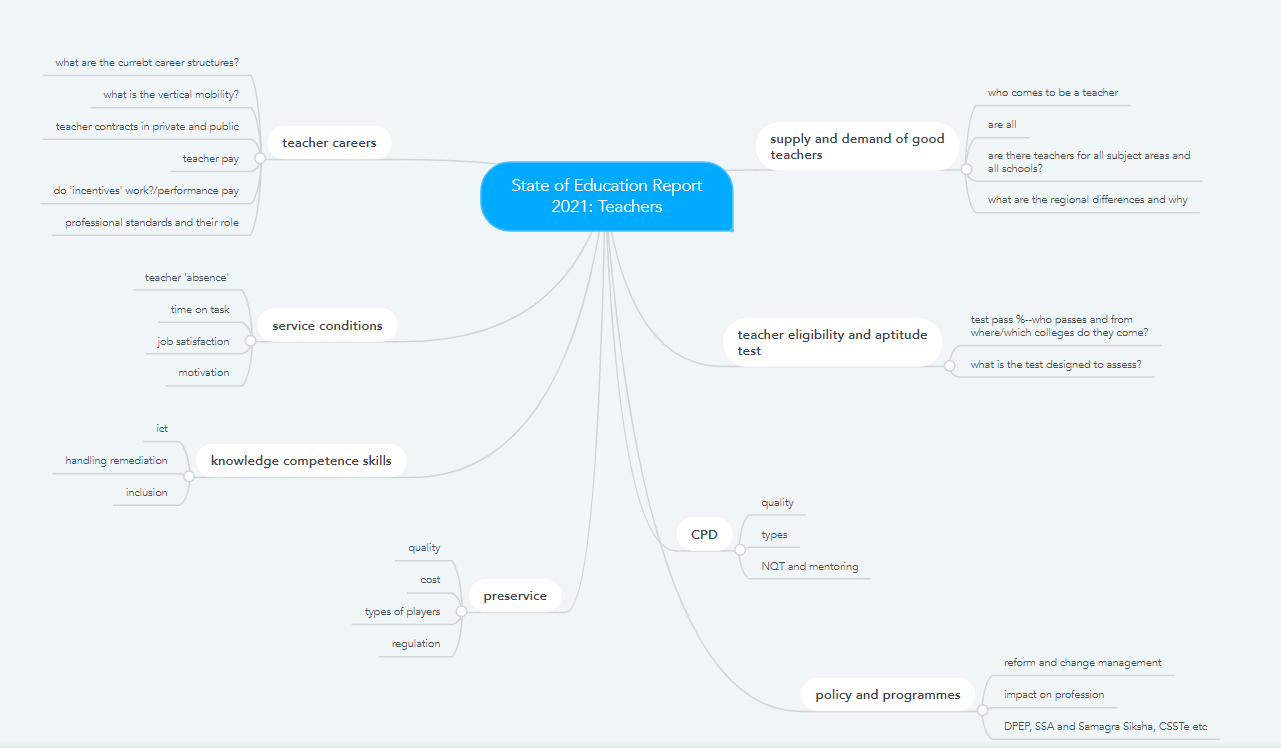 State of Education Report
2021: Teachers
teacher careers
what are the currebt career structures?
what is the vertical mobility?
teacher contracts in private and public
teacher pay
do 'incentives' work?/performance pay
professional standards and their role
service conditions
teacher 'absence'
time on task
job satisfaction
motivation
knowledge competence skills
ict
handling remediation
inclusion
preservice
quality
cost
types of players
regulation
supply and demand of good
teachers
who comes to be a teacher
are all
are there teachers for all subject areas and
all schools?
what are the regional differences and why
teacher eligibility and aptitude
test
test pass %--who passes and from
where/which colleges do they come?
what is the test designed to assess?
CPD
quality
types
NQT and mentoring
policy and programmes
reform and change management
impact on profession
DPEP, SSA and Samagra Siksha, CSSTe etc